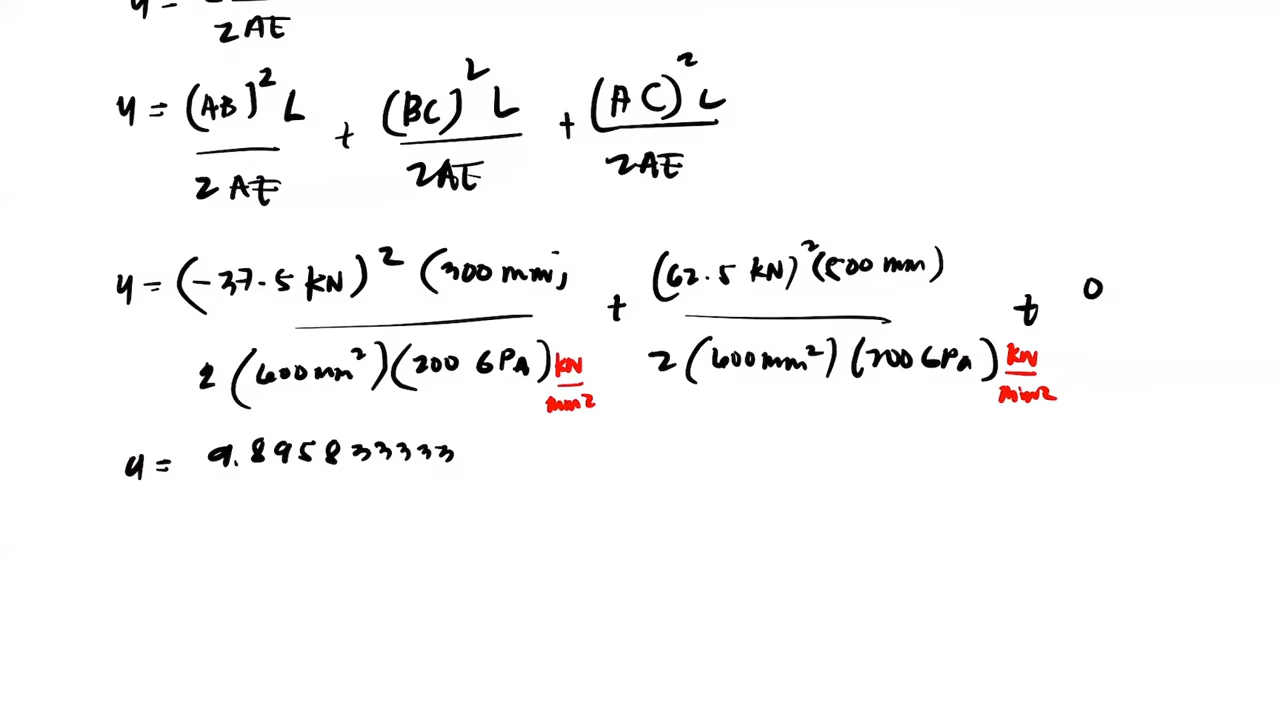 2AE
U = (AB)² L / 2AE + (BC)² L / 2AE + (AC)² L / 2AE
U = (-37.5 kN)² (300 mm) / 2 (600 mm²)(200 GPa) kN/mm² + (62.5 kN)² (500 mm) / 2 (600 mm²)(200 GPa) kN/mm² + 0
U = 9.895833333